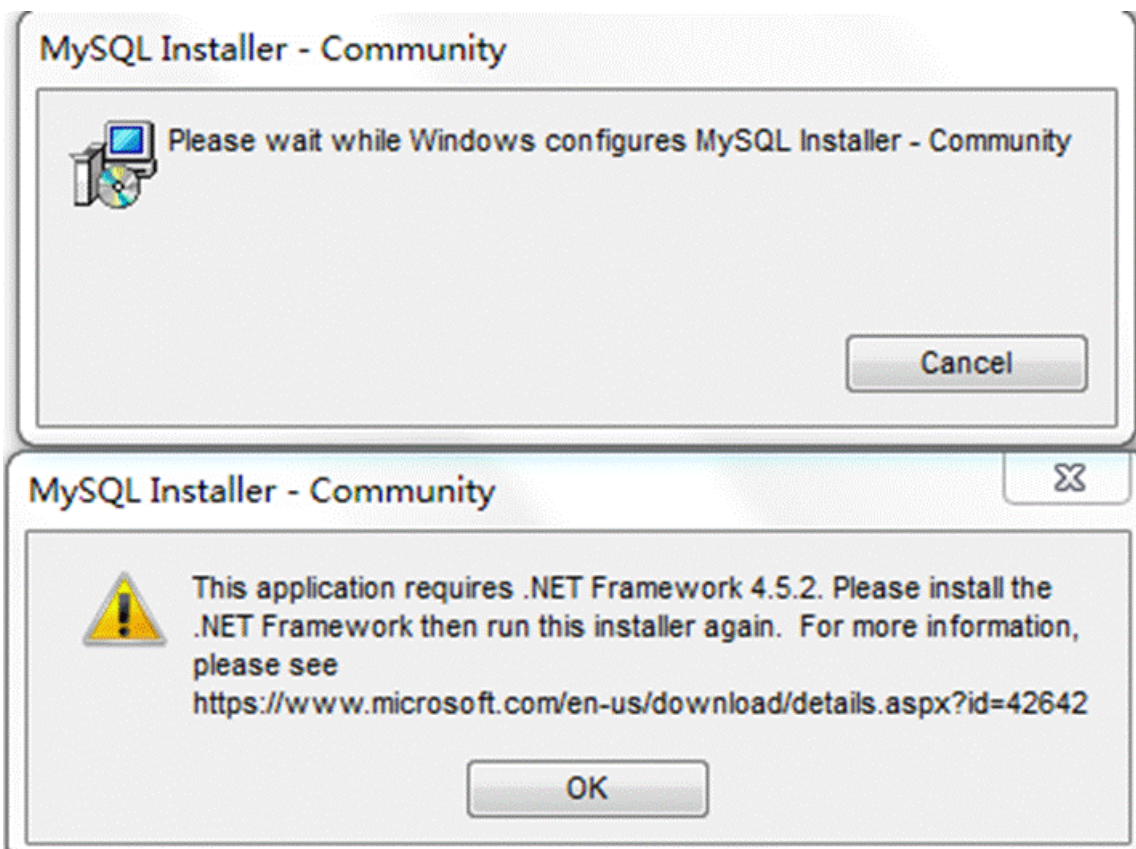 MySQL Installer - Community
Please wait while Windows configures MySQL Installer - Community
Cancel
MySQL Installer - Community
This application requires .NET Framework 4.5.2. Please install the
.NET Framework then run this installer again.  For more information,
please see
https://www.microsoft.com/en-us/download/details.aspx?id=42642
OK